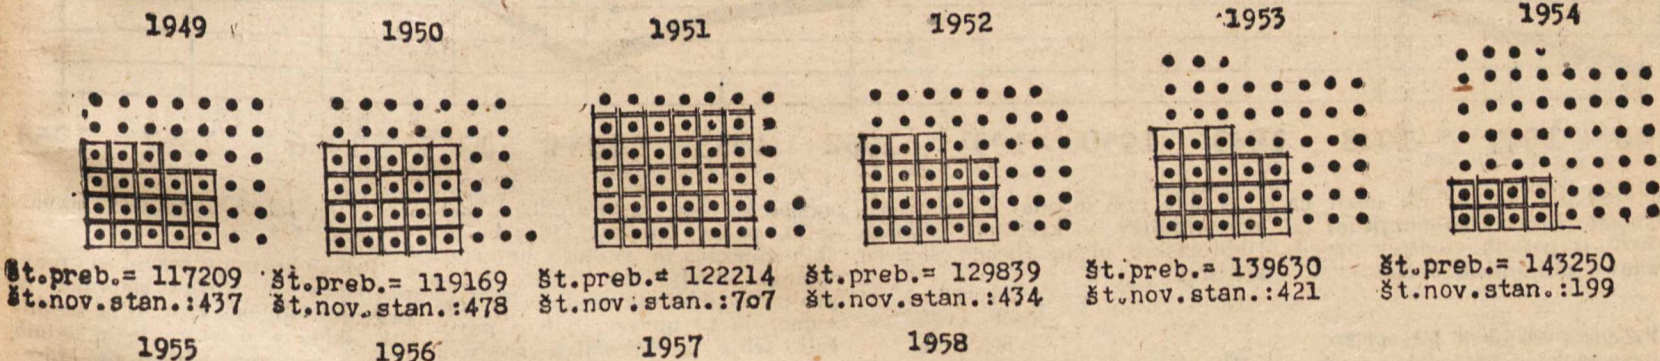 1949 1950 1951 1952 1953 1954
št.preb.= 117209 št.preb.= 119169 št.preb.= 122214 št.preb.= 129839 št.preb.= 139630 št.preb.= 143250
št.nov.stan.:437 št.nov.stan.:478 št.nov.stan.:707 št.nov.stan.:434 št.nov.stan.:421 št.nov.stan.:199
1955 1956 1957 1958